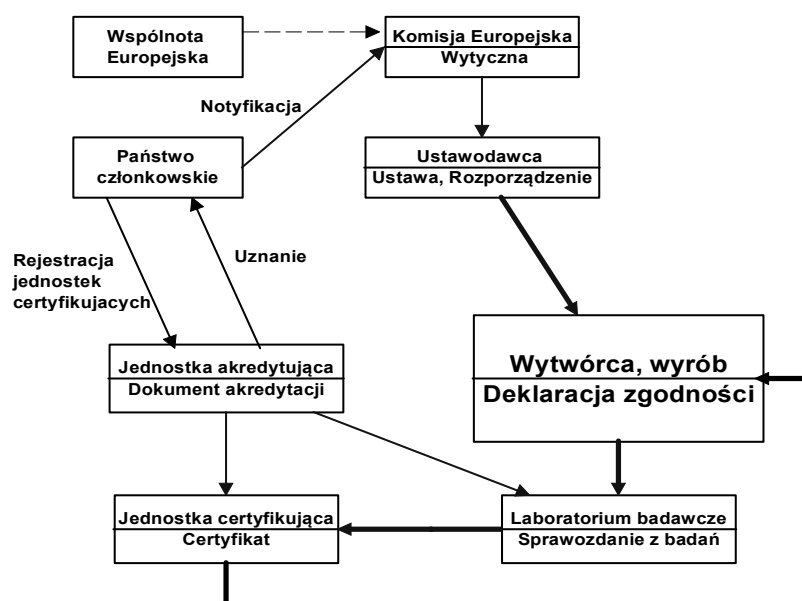 Wspólnota
Europejska
Komisja Europejska
Wytyczna
Notyfikacja
Państwo
członkowskie
Ustawodawca
Ustawa, Rozporządzenie
Rejestracja
jednostek
certyfikujacych
Uznanie
Jednostka akredytująca
Dokument akredytacji
Wytwórca, wyrób
Deklaracja zgodności
Jednostka certyfikująca
Certyfikat
Laboratorium badawcze
Sprawozdanie z badań